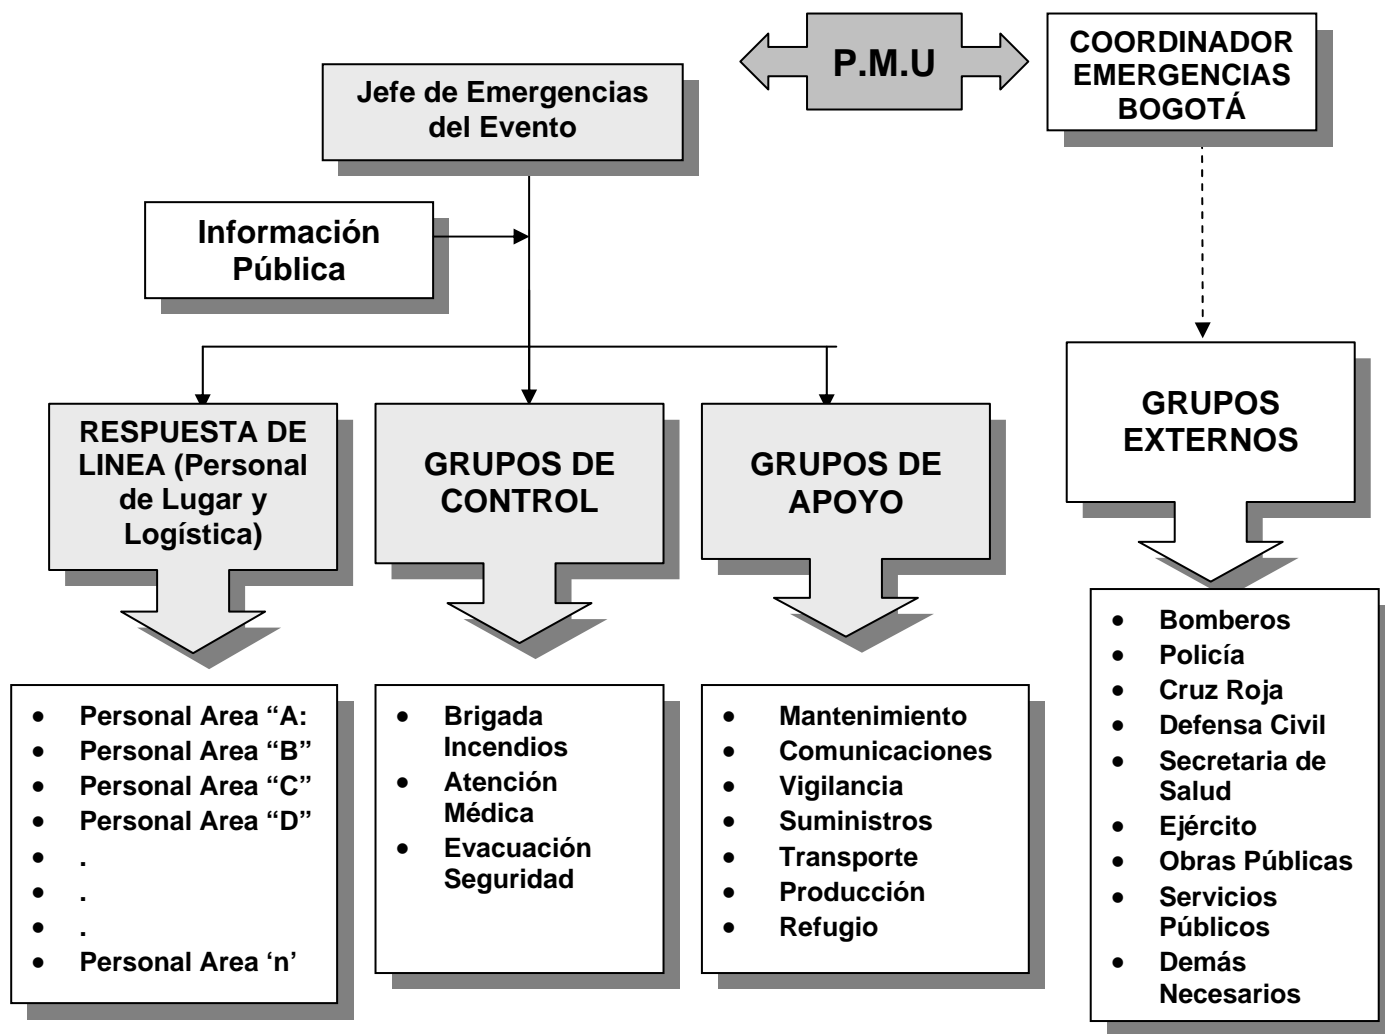 P.M.U
COORDINADOR
EMERGENCIAS
BOGOTÁ
Jefe de Emergencias
del Evento
Información
Pública
RESPUESTA DE
LINEA (Personal
de Lugar y
Logística)
GRUPOS DE
CONTROL
GRUPOS DE
APOYO
GRUPOS
EXTERNOS
• Personal Area “A:
• Personal Area “B”
• Personal Area “C”
• Personal Area “D”
• .
• .
• .
• Personal Area ‘n’
• Brigada
Incendios
• Atención
Médica
• Evacuación
Seguridad
• Mantenimiento
• Comunicaciones
• Vigilancia
• Suministros
• Transporte
• Producción
• Refugio
• Bomberos
• Policía
• Cruz Roja
• Defensa Civil
• Secretaria de
Salud
• Ejército
• Obras Públicas
• Servicios
Públicos
• Demás
Necesarios